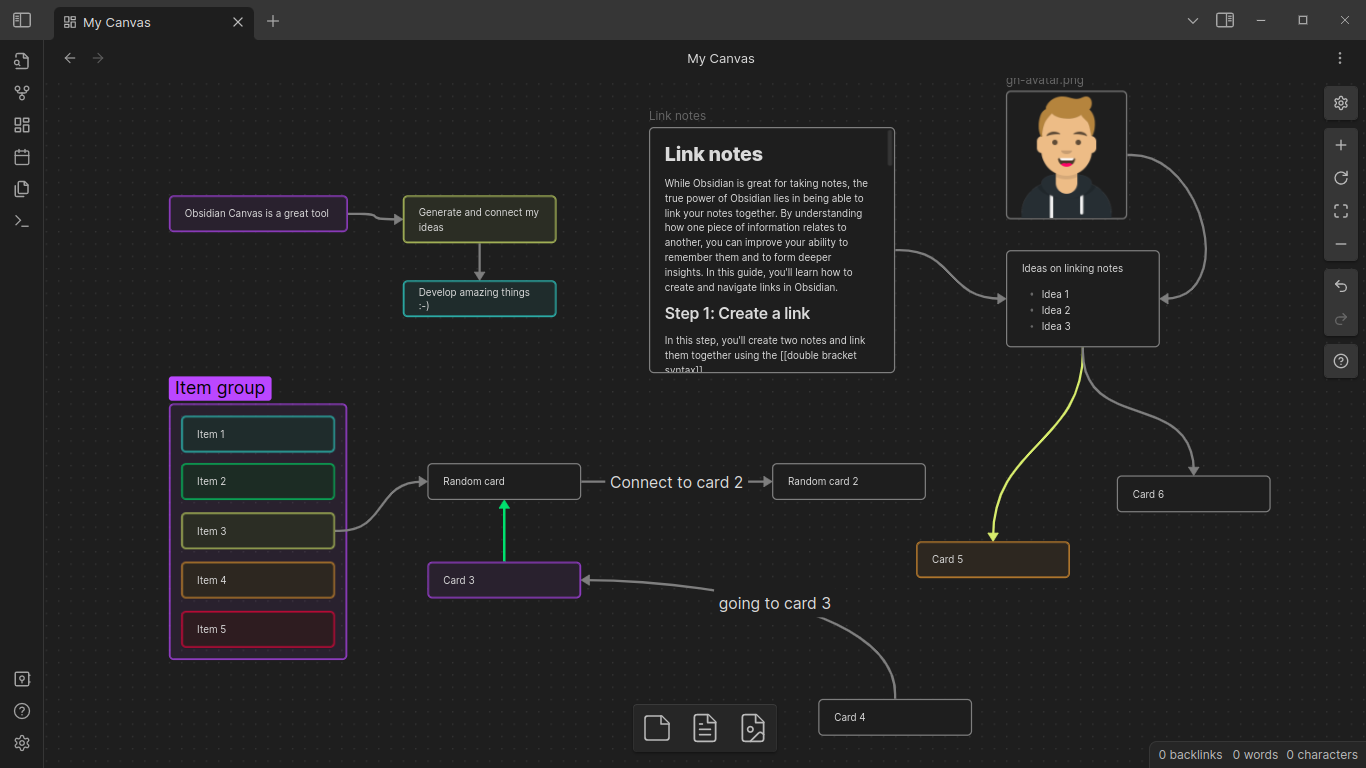 My Canvas
My Canvas
gh-avatar.png
Link notes
Link notes
While Obsidian is great for taking notes, the
true power of Obsidian lies in being able to
link your notes together. By understanding
how one piece of information relates to
another, you can improve your ability to
remember them and to form deeper
insights. In this guide, you'll learn how to
create and navigate links in Obsidian.
Step 1: Create a link
In this step, you'll create two notes and link
them together using the [[double bracket
syntax]].
Obsidian Canvas is a great tool
Generate and connect my
ideas
Develop amazing things
:-)
Ideas on linking notes
• Idea 1
• Idea 2
• Idea 3
Item group
Item 1
Item 2
Item 3
Item 4
Item 5
Random card
Connect to card 2
Random card 2
Card 6
Card 5
Card 3
going to card 3
Card 4
0 backlinks 0 words 0 characters